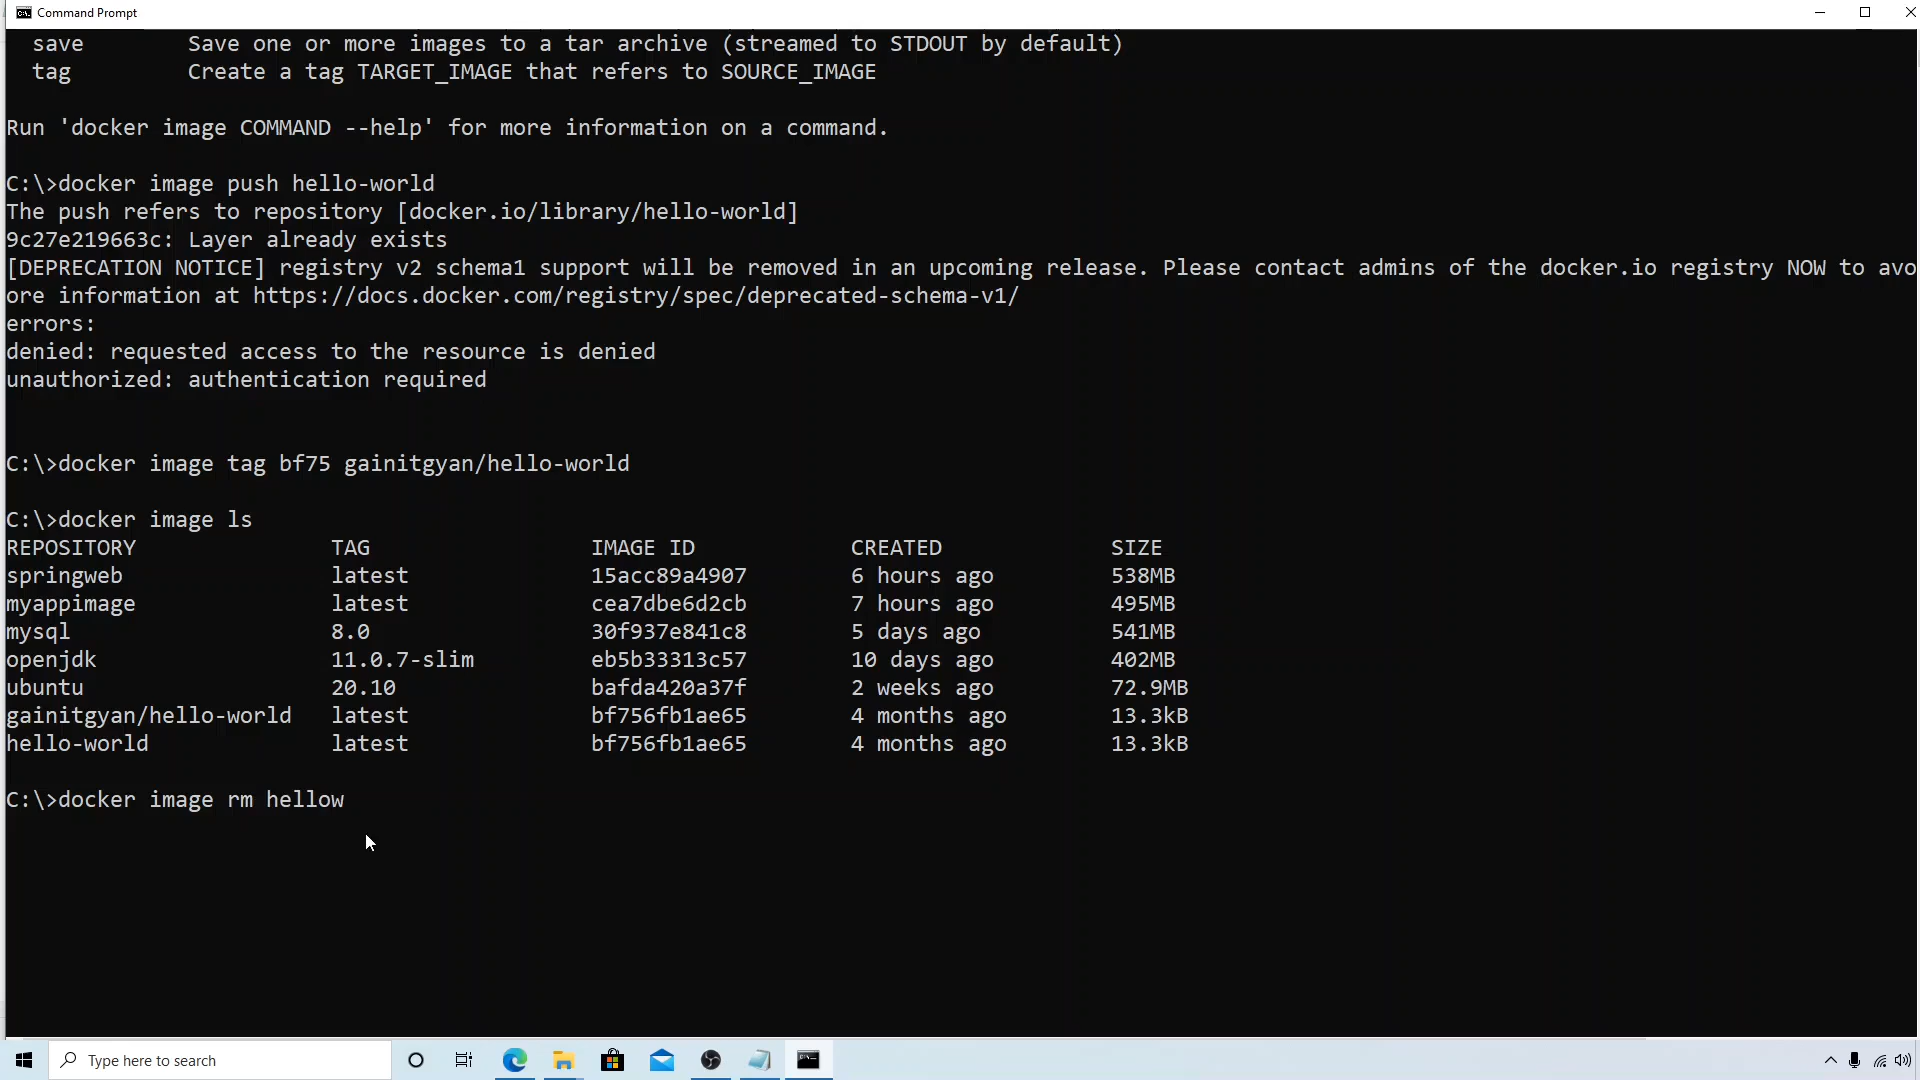 Command Prompt
save        Save one or more images to a tar archive (streamed to STDOUT by default)
tag         Create a tag TARGET_IMAGE that refers to SOURCE_IMAGE
Run 'docker image COMMAND --help' for more information on a command.
C:\>docker image push hello-world
The push refers to repository [docker.io/library/hello-world]
9c27e219663c: Layer already exists
[DEPRECATION NOTICE] registry v2 schema1 support will be removed in an upcoming release. Please contact admins of the docker.io registry NOW to avo
ore information at https://docs.docker.com/registry/spec/deprecated-schema-v1/
errors:
denied: requested access to the resource is denied
unauthorized: authentication required
C:\>docker image tag bf75 gainitgyan/hello-world
C:\>docker image ls
REPOSITORY               TAG                 IMAGE ID            CREATED             SIZE
springweb                latest              15acc89a4907        6 hours ago         538MB
myappimage               latest              cea7dbe6d2cb        7 hours ago         495MB
mysql                    8.0                 30f937e841c8        5 days ago          541MB
openjdk                  11.0.7-slim         eb5b33313c57        10 days ago         402MB
ubuntu                   20.10               bafda420a37f        2 weeks ago         72.9MB
gainitgyan/hello-world   latest              bf756fb1ae65        4 months ago        13.3kB
hello-world              latest              bf756fb1ae65        4 months ago        13.3kB
C:\>docker image rm hellow
Type here to search